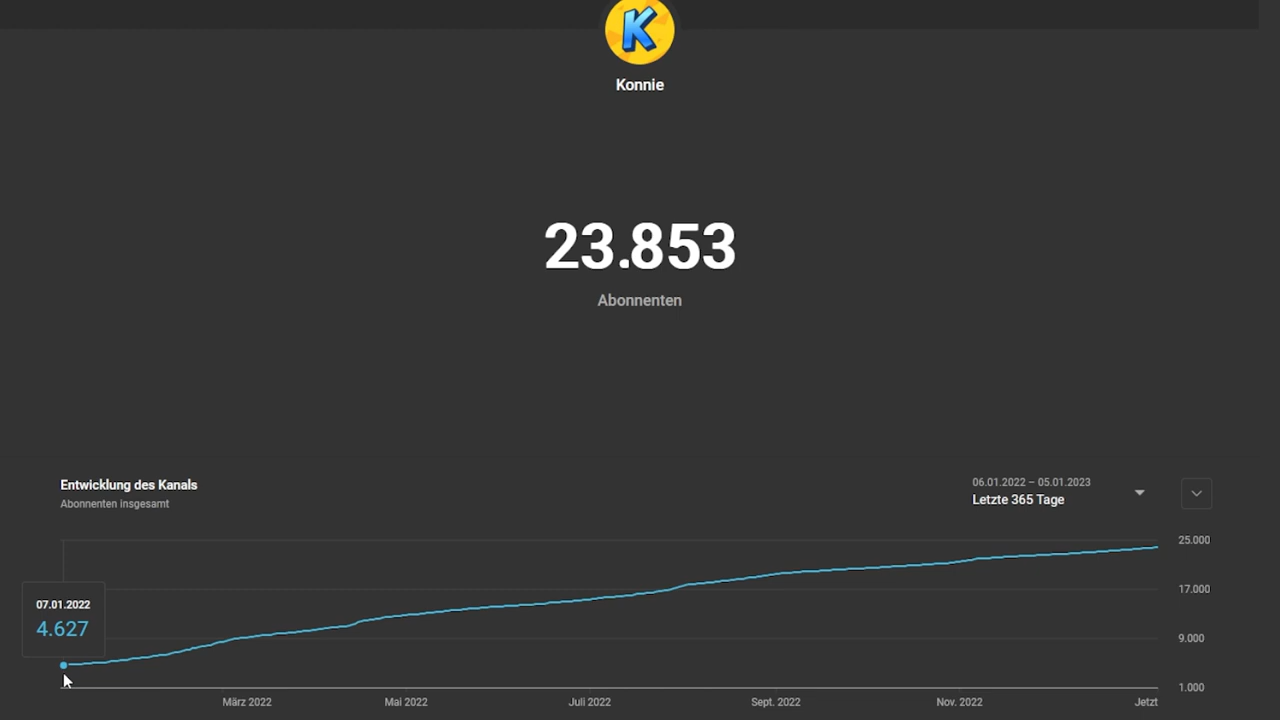 K
Konnie
23.853
Abonnenten
Entwicklung des Kanals
Abonnenten insgesamt
06.01.2022 – 05.01.2023
Letzte 365 Tage
25.000
17.000
9.000
1.000
07.01.2022
4.627
März 2022
Mai 2022
Juli 2022
Sept. 2022
Nov. 2022
Jetzt